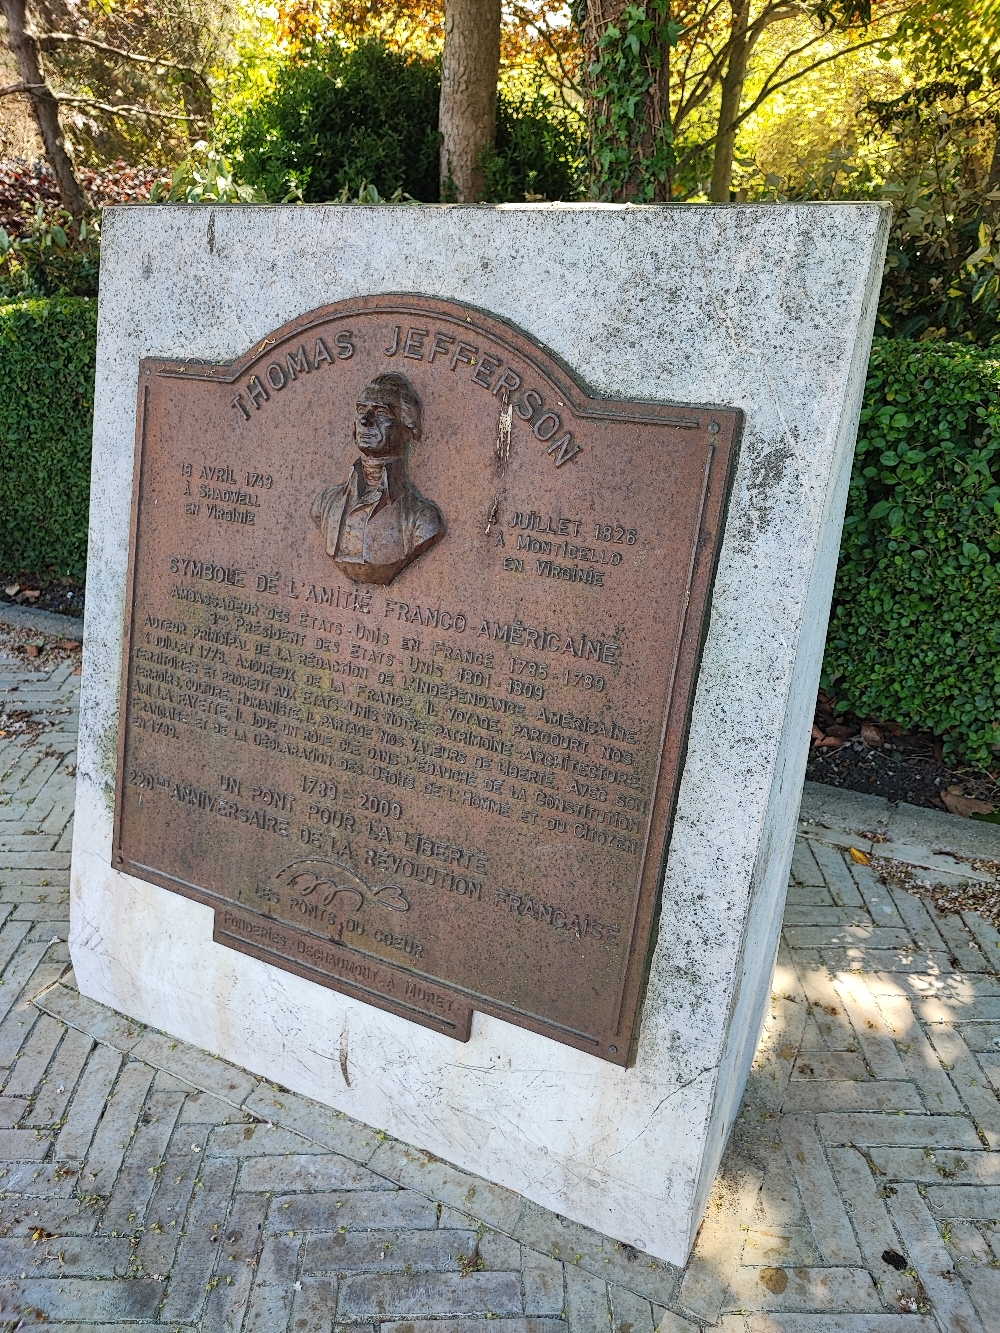 THOMAS JEFFERSON
13 AVRIL 1743
À SHADWELL
EN VIRGINIE
4 JUILLET 1826
À MONTICELLO
EN VIRGINIE
SYMBOLE DE L'AMITIÉ FRANCO-AMÉRICAINE
AMBASSADEUR DES ÉTATS-UNIS EN FRANCE 1785-1789
3ÈME PRÉSIDENT DES ÉTATS-UNIS 1801-1809
AUTEUR PRINCIPAL DE LA RÉDACTION DE L'INDÉPENDANCE AMÉRICAINE
4 JUILLET 1776, AMOUREUX DE LA FRANCE, IL VOYAGE, PARCOURT NOS
TERRITOIRES ET PROMEUT AUX ÉTATS-UNIS NOTRE PATRIMOINE : ARCHITECTURE,
TERROIRS, CULTURE. HUMANISTE, IL PARTAGE NOS VALEURS DE LIBERTÉ. AVEC SON
AMI LA FAYETTE IL JOUE UN RÔLE CLÉ DANS L'ÉBAUCHE DE LA CONSTITUTION
FRANÇAISE ET DE LA DÉCLARATION DES DROITS DE L'HOMME ET DU CITOYEN
EN 1789.
1789-2009
UN PONT POUR LA LIBERTÉ
220ÈME ANNIVERSAIRE DE LA RÉVOLUTION FRANÇAISE
LES PONTS DU COEUR
FONDERIES DECHAUMONT À MURET